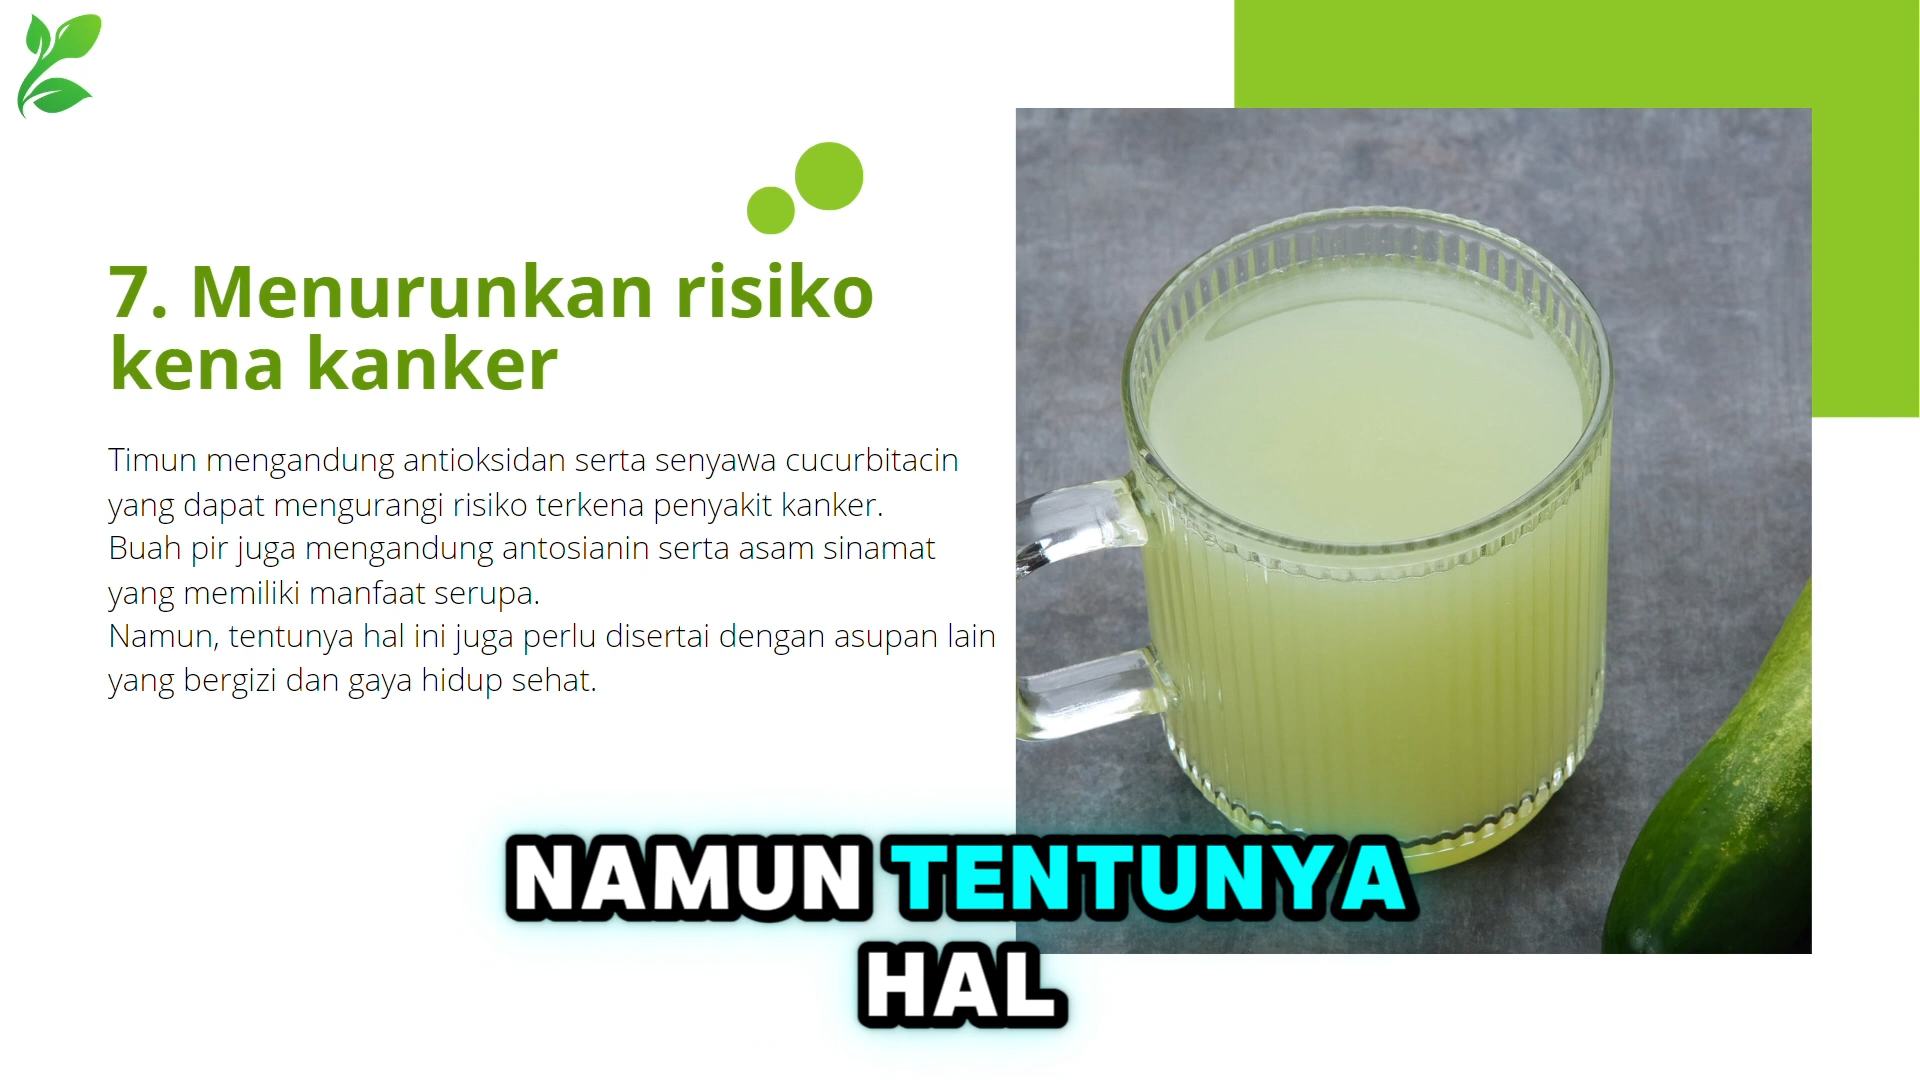 7. Menurunkan risiko
kena kanker
Timun mengandung antioksidan serta senyawa cucurbitacin
yang dapat mengurangi risiko terkena penyakit kanker.
Buah pir juga mengandung antosianin serta asam sinamat
yang memiliki manfaat serupa.
Namun, tentunya hal ini juga perlu disertai dengan asupan lain
yang bergizi dan gaya hidup sehat.
NAMUN TENTUNYA
HAL